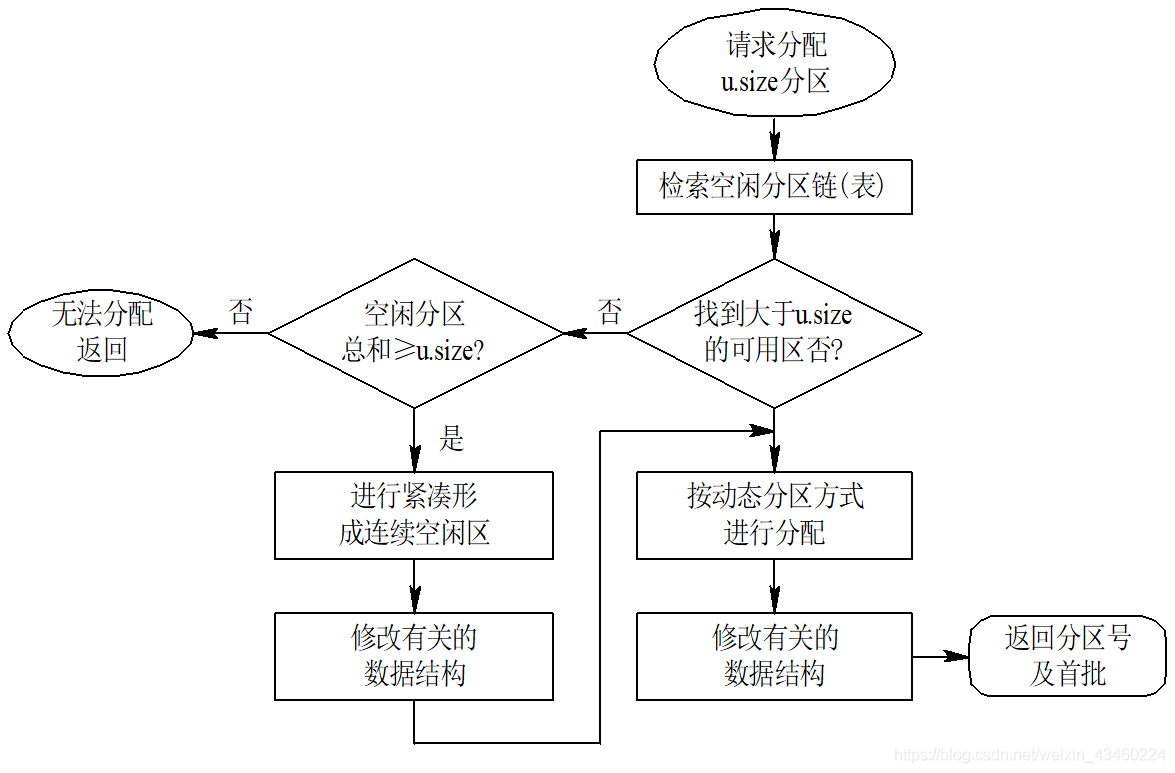 请求分配
u.size分区
检索空闲分区链(表)
找到大于u.size
的可用区否?
否
空闲分区
总和≥u.size?
否
无法分配
返回
是
进行紧凑形
成连续空闲区
修改有关的
数据结构
按动态分区方式
进行分配
修改有关的
数据结构
返回分区号
及首批
https://blog.csdn.net/weixin_43460224